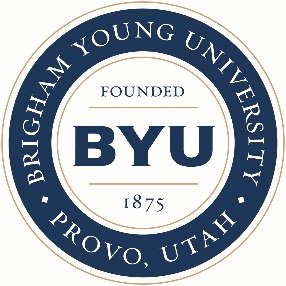 BRIGHAM YOUNG UNIVERSITY
FOUNDED
BYU
1875
PROVO, UTAH